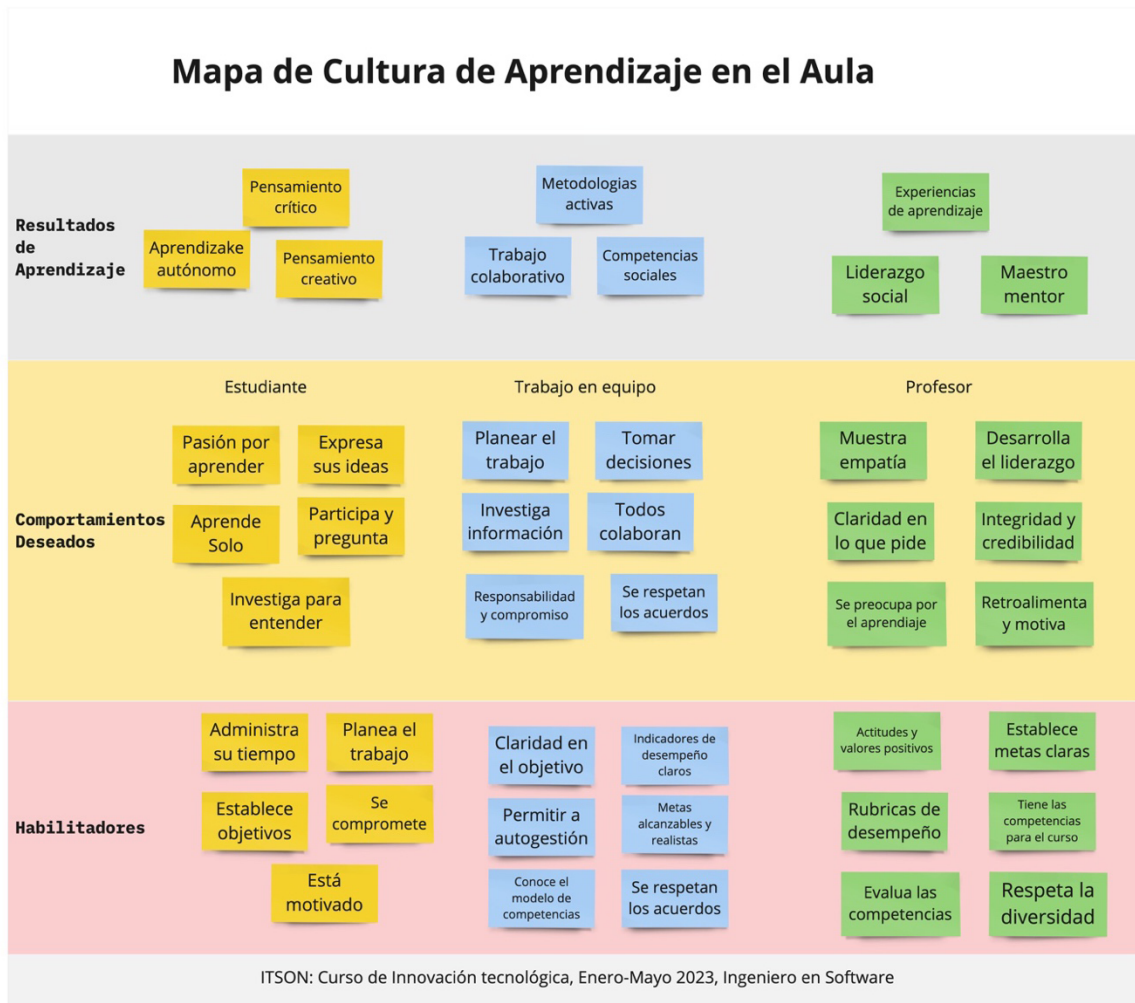 Mapa de Cultura de Aprendizaje en el Aula
Resultados
de
Aprendizaje
Pensamiento
crítico
Aprendizake
autónomo
Pensamiento
creativo
Metodologias
activas
Trabajo
colaborativo
Competencias
sociales
Experiencias
de aprendizaje
Liderazgo
social
Maestro
mentor
Comportamientos
Deseados
Estudiante
Pasión por
aprender
Expresa
sus ideas
Aprende
Solo
Participa y
pregunta
Investiga para
entender
Trabajo en equipo
Planear el
trabajo
Tomar
decisiones
Investiga
información
Todos
colaboran
Responsabilidad
y compromiso
Se respetan
los acuerdos
Profesor
Muestra
empatía
Desarrolla
el liderazgo
Claridad en
lo que pide
Integridad y
credibilidad
Se preocupa por
el aprendiaje
Retroalimenta
y motiva
Habilitadores
Administra
su tiempo
Planea el
trabajo
Establece
objetivos
Se
compromete
Está
motivado
Claridad en
el objetivo
Indicadores de
desempeño
claros
Permitir a
autogestión
Metas
alcanzables y
realistas
Conoce el
modelo de
competencias
Se respetan
los acuerdos
Actitudes y
valores positivos
Establece
metas claras
Rubricas de
desempeño
Tiene las
competencias
para el curso
Evalua las
competencias
Respeta la
diversidad
ITSON: Curso de Innovación tecnológica, Enero-Mayo 2023, Ingeniero en Software